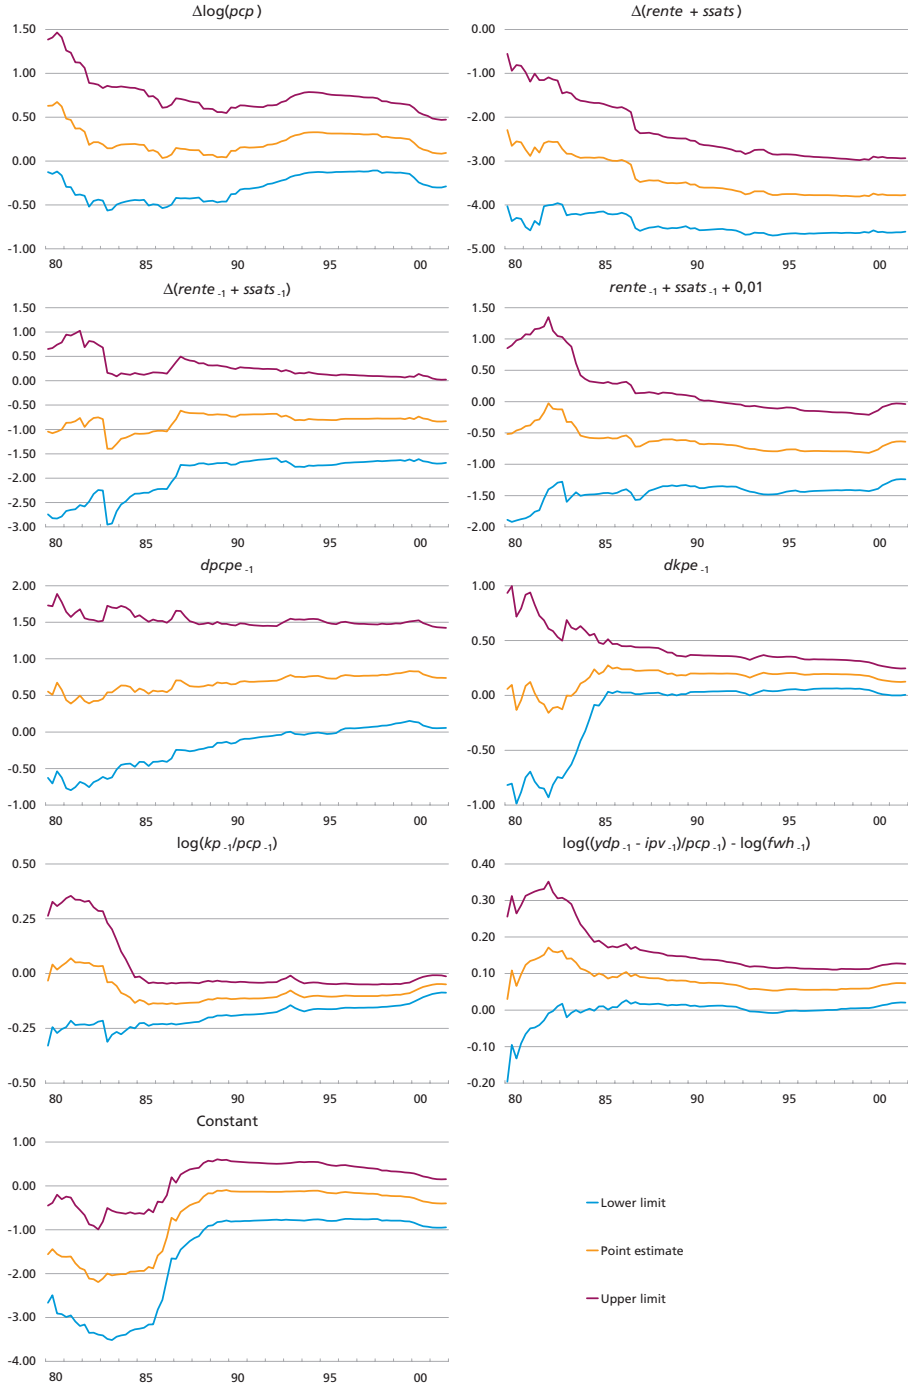 Δlog(pcp)
1.50
1.00
0.50
0.00
-0.50
-1.00
80 85 90 95 00
Δ(rente + ssats)
0.00
-1.00
-2.00
-3.00
-4.00
-5.00
80 85 90 95 00
Δ(rente -1 + ssats -1)
1.50
1.00
0.50
0.00
-0.50
-1.00
-1.50
-2.00
-2.50
-3.00
80 85 90 95 00
rente -1 + ssats -1 + 0,01
1.50
1.00
0.50
0.00
-0.50
-1.00
-1.50
-2.00
80 85 90 95 00
dpcpe -1
2.00
1.50
1.00
0.50
0.00
-0.50
-1.00
80 85 90 95 00
dkpe -1
1.00
0.50
0.00
-0.50
-1.00
80 85 90 95 00
log(kp -1/pcp -1)
0.50
0.25
0.00
-0.25
-0.50
80 85 90 95 00
log((ydp -1 - ipv -1)/pcp -1) - log(fwh -1)
0.40
0.30
0.20
0.10
0.00
-0.10
-0.20
80 85 90 95 00
Constant
1.00
0.00
-1.00
-2.00
-3.00
-4.00
80 85 90 95 00
Lower limit
Point estimate
Upper limit